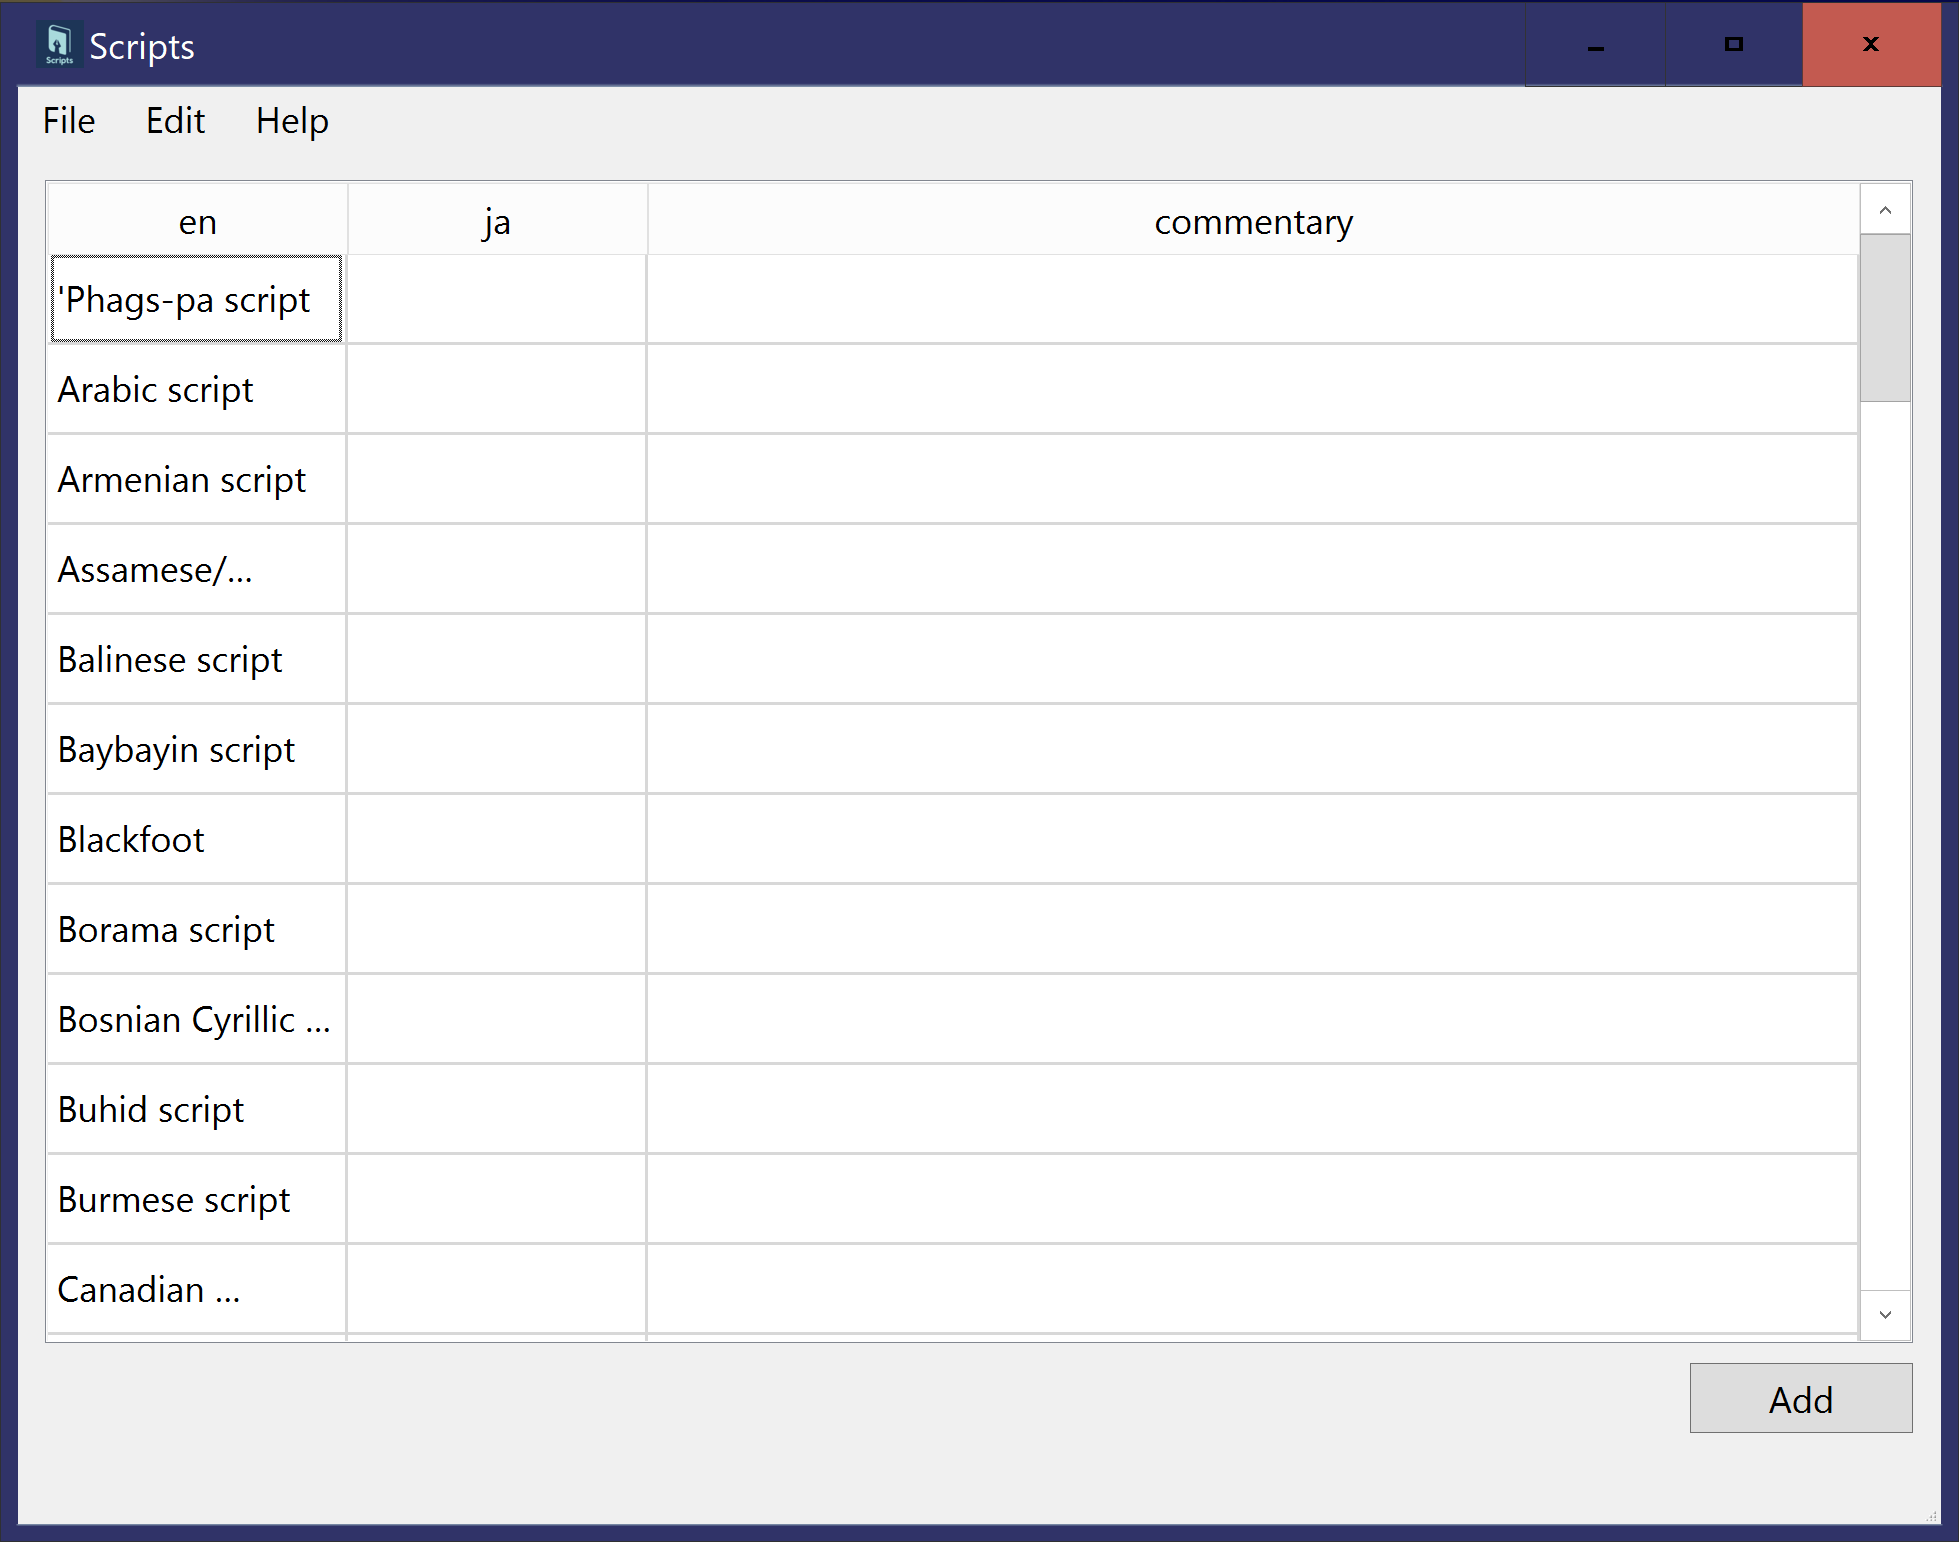 Scripts
Scripts
File Edit Help
en ja commentary
'Phags-pa script
Arabic script
Armenian script
Assamese/...
Balinese script
Baybayin script
Blackfoot
Borama script
Bosnian Cyrillic ...
Buhid script
Burmese script
Canadian ...
Add